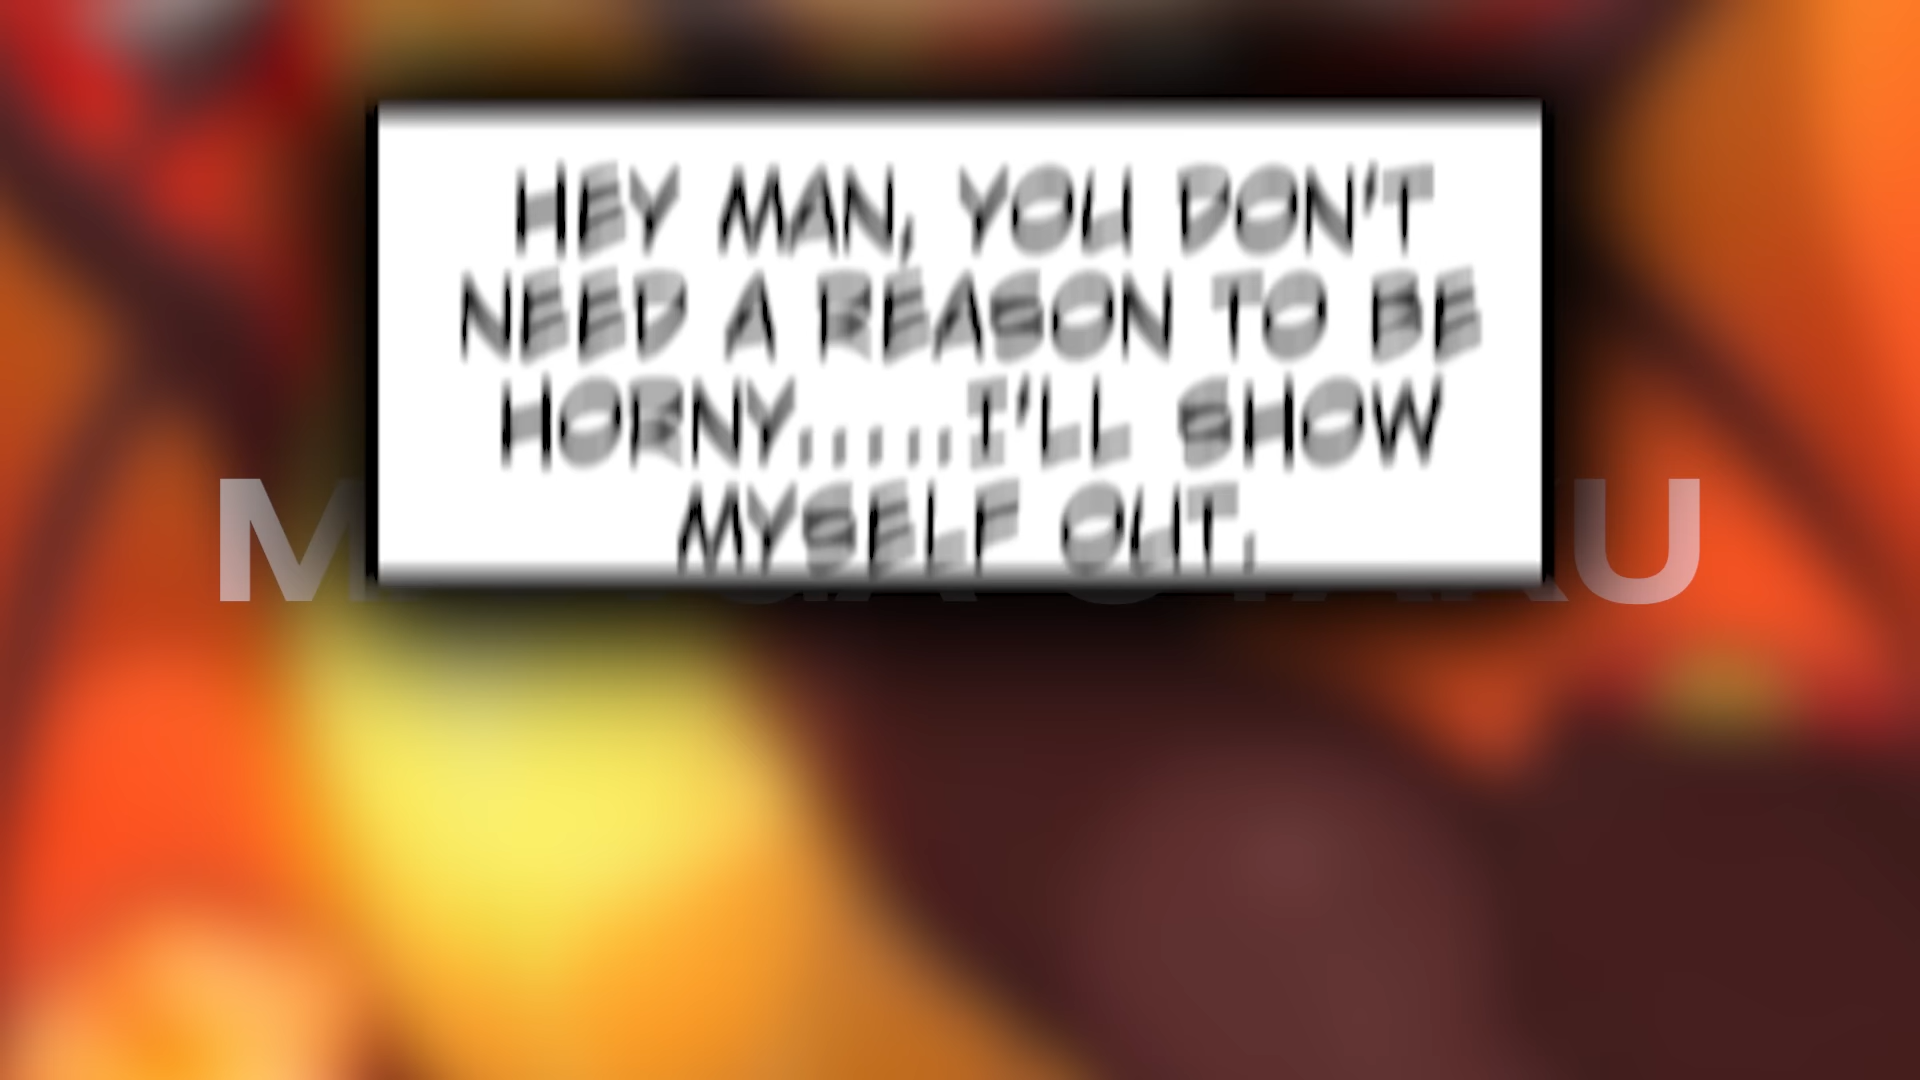 HEY MAN, YOU DON'T
NEED A REASON TO BE
HORNY.....I'LL SHOW
MYSELF OUT.